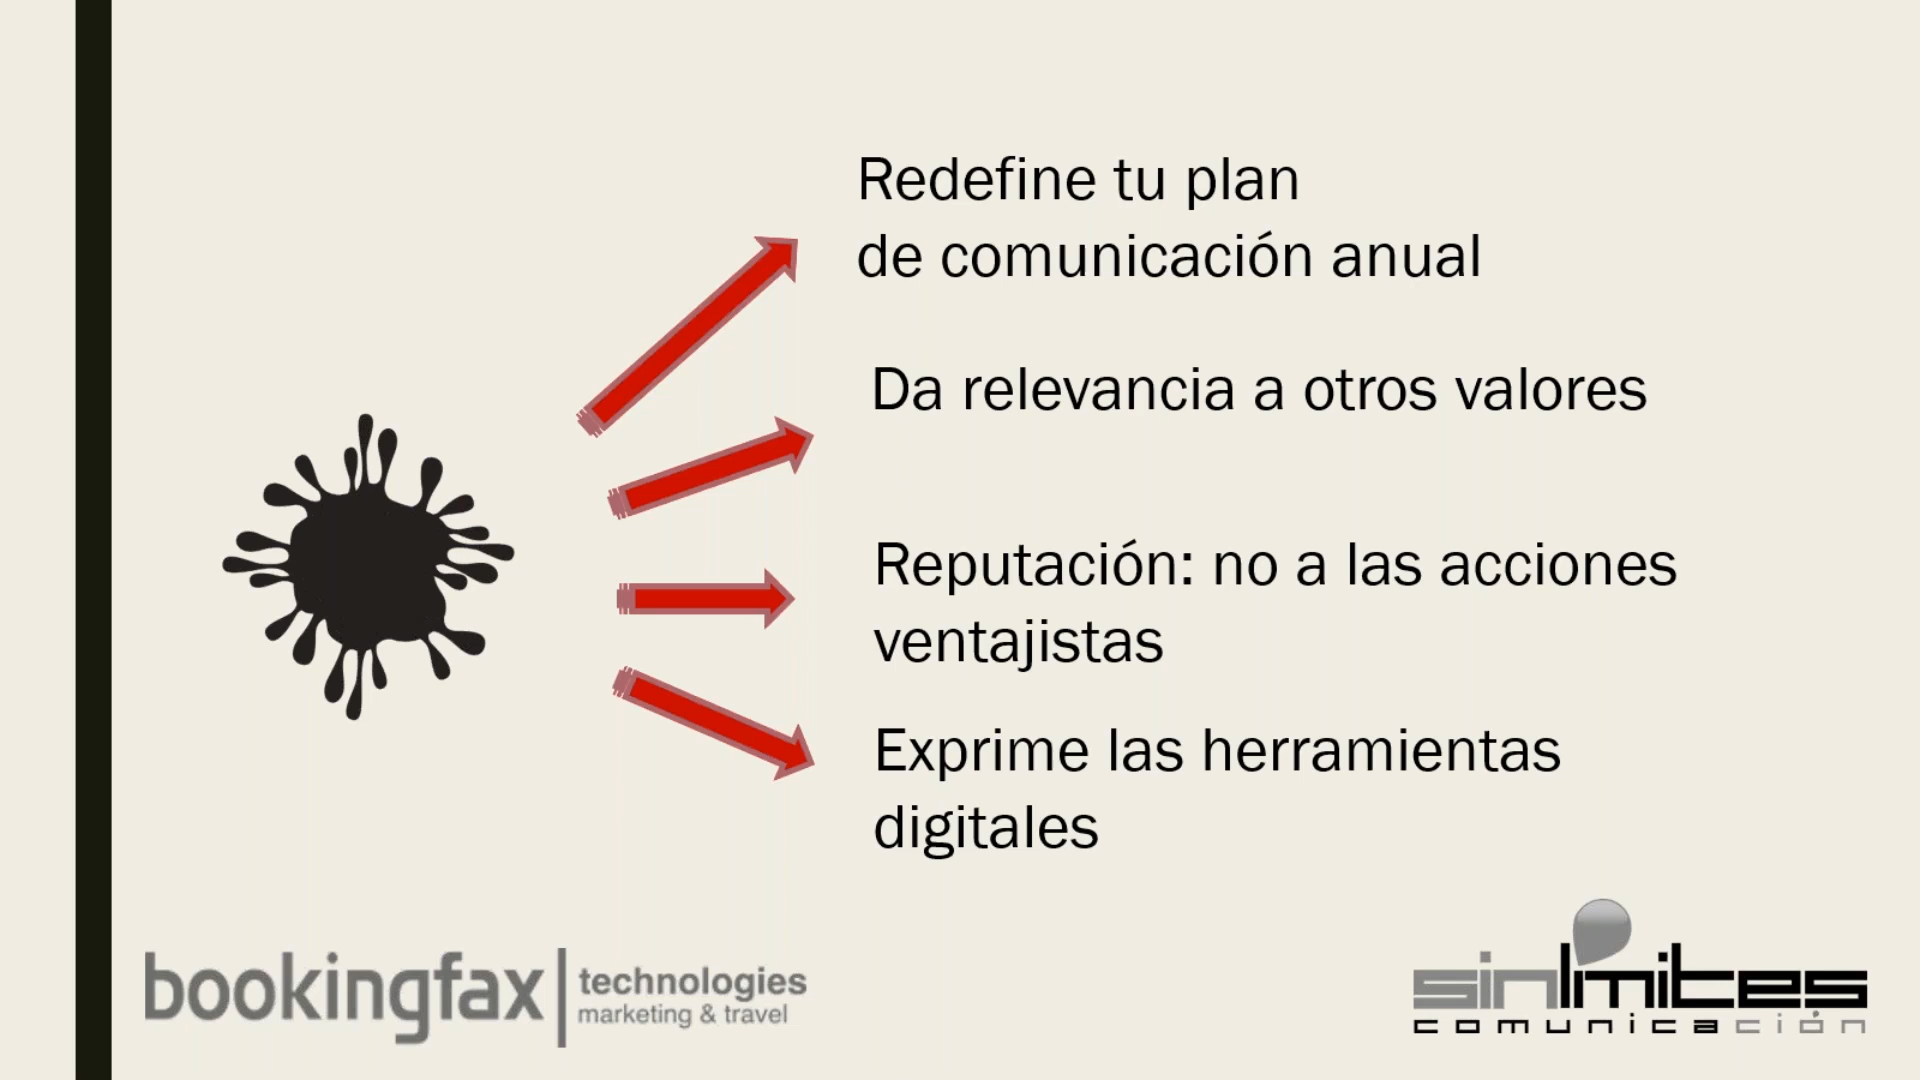 Redefine tu plan
de comunicación anual
Da relevancia a otros valores
Reputación: no a las acciones
ventajistas
Exprime las herramientas
digitales
bookingfax
technologies
marketing & travel
sinlimites
comunicación